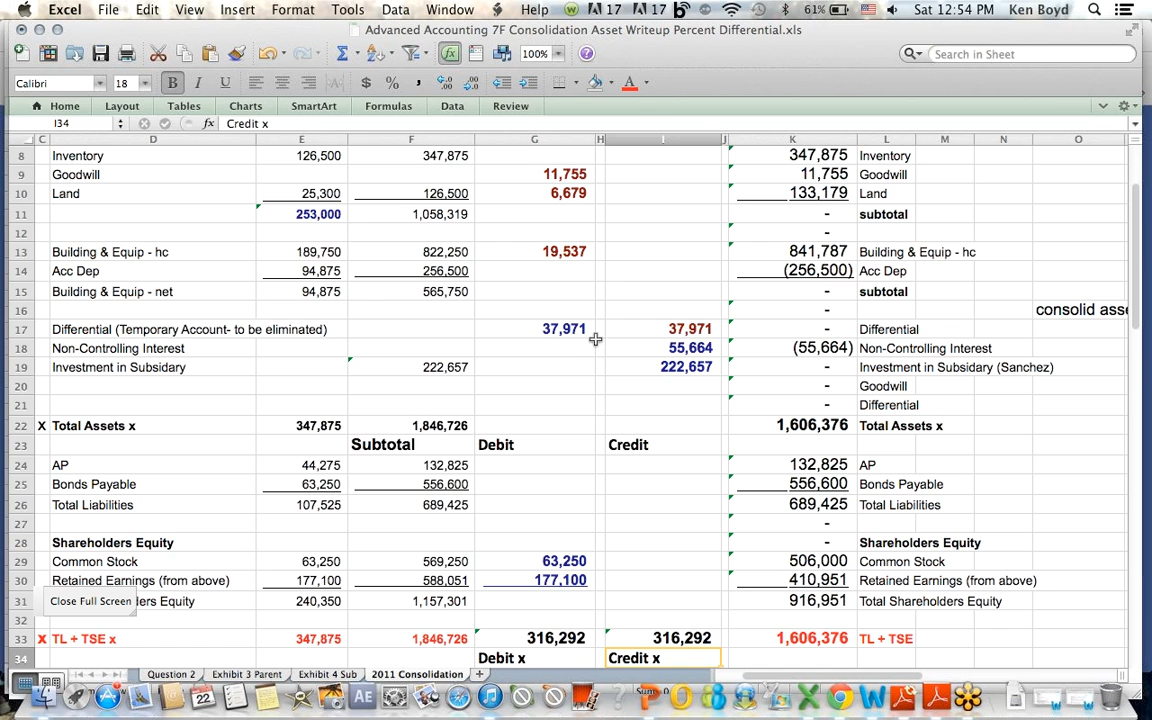 Excel File Edit View Insert Format Tools Data Window Help 17 17 61% Sat 12:54 PM Ken Boyd
Advanced Accounting 7F Consolidation Asset Writeup Percent Differential.xls
100% Search in Sheet
Calibri 18 B I U $ %
Home Layout Tables Charts SmartArt Formulas Data Review
I34 fx Credit x
C D E F G H I J K L M N O
8 Inventory 126,500 347,875 347,875 Inventory
9 Goodwill 11,755 11,755 Goodwill
10 Land 25,300 126,500 6,679 133,179 Land
11 253,000 1,058,319 - subtotal
12 -
13 Building & Equip - hc 189,750 822,250 19,537 841,787 Building & Equip - hc
14 Acc Dep 94,875 256,500 (256,500) Acc Dep
15 Building & Equip - net 94,875 565,750 - subtotal
16 - consolid asse
17 Differential (Temporary Account- to be eliminated) 37,971 37,971 - Differential
18 Non-Controlling Interest 55,664 (55,664) Non-Controlling Interest
19 Investment in Subsidary 222,657 222,657 - Investment in Subsidary (Sanchez)
20 - Goodwill
21 - Differential
22 X Total Assets x 347,875 1,846,726 1,606,376 Total Assets x
23 Subtotal Debit Credit
24 AP 44,275 132,825 132,825 AP
25 Bonds Payable 63,250 556,600 556,600 Bonds Payable
26 Total Liabilities 107,525 689,425 689,425 Total Liabilities
27 -
28 Shareholders Equity - Shareholders Equity
29 Common Stock 63,250 569,250 63,250 506,000 Common Stock
30 Retained Earnings (from above) 177,100 588,051 177,100 410,951 Retained Earnings (from above)
31 Close Full Screen ders Equity 240,350 1,157,301 916,951 Total Shareholders Equity
32
33 X TL + TSE x 347,875 1,846,726 316,292 316,292 1,606,376 TL + TSE
34 Debit x Credit x
Question 2 Exhibit 3 Parent Exhibit 4 Sub 2011 Consolidation +
22